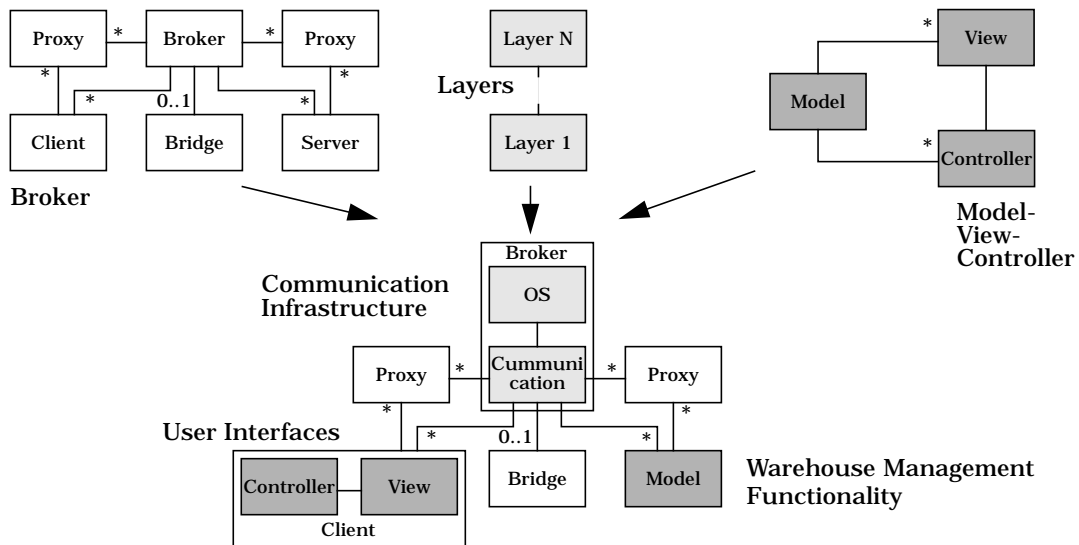 Proxy * Broker * Proxy
* * 0..1 * *
Client Bridge Server
Broker
Layer N
Layers
Layer 1
* View
Model
* Controller
Model-
View-
Controller
Communication
Infrastructure
Broker
OS
Proxy * Cummuni
cation * Proxy
* * 0..1 * *
User Interfaces
Controller View
Client
Bridge
Model
Warehouse Management
Functionality